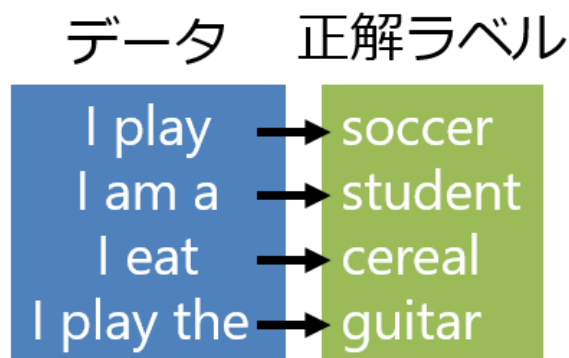 データ 正解ラベル
I play soccer
I am a student
I eat cereal
I play the guitar